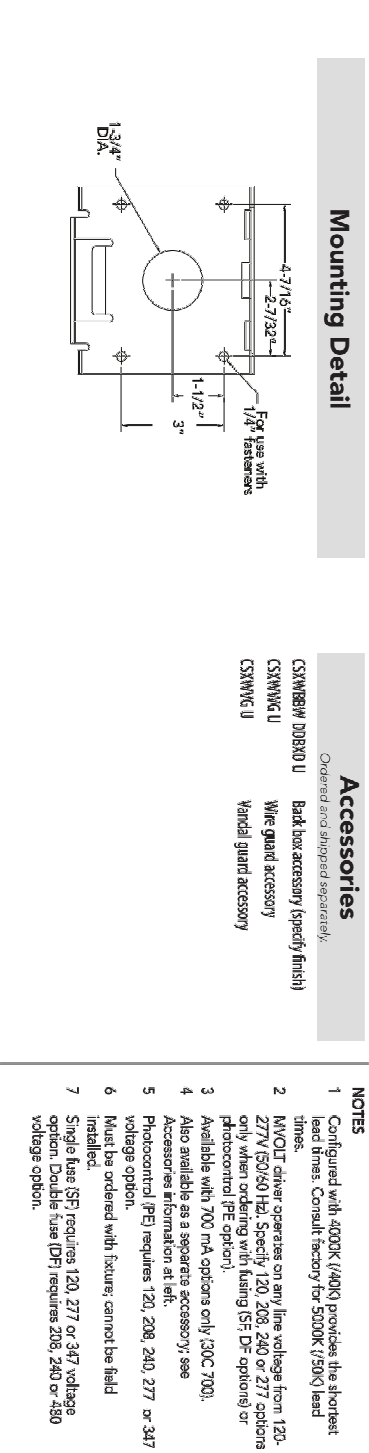 Mounting Detail
4-7/16"
2-7/32"
1-3/4"
DIA.
1-1/2"
3"
For use with
1/4" fasteners
Accessories
Ordered and shipped separately.
CSXWBBW DDBXD U Back box accessory (specify finish)
CSXWWG U Wire guard accessory
CSXWVG U Vandal guard accessory
NOTES
1 Configured with 4000K (/40K) provides the shortest
lead times. Consult factory for 5000K (/50K) lead
times.
2 MVOLT driver operates on any line voltage from 120-
277V (50/60 Hz). Specify 120, 208, 240 or 277 options
only when ordering with fusing (SF, DF options) or
photocontrol (PE option).
3 Available with 700 mA options only (30C 700).
4 Also available as a separate accessory; see
Accessories information at left.
5 Photocontrol (PE) requires 120, 208, 240, 277 or 347
voltage option.
6 Must be ordered with fixture; cannot be field
installed.
7 Single fuse (SF) requires 120, 277 or 347 voltage
option. Double fuse (DF) requires 208, 240 or 480
voltage option.